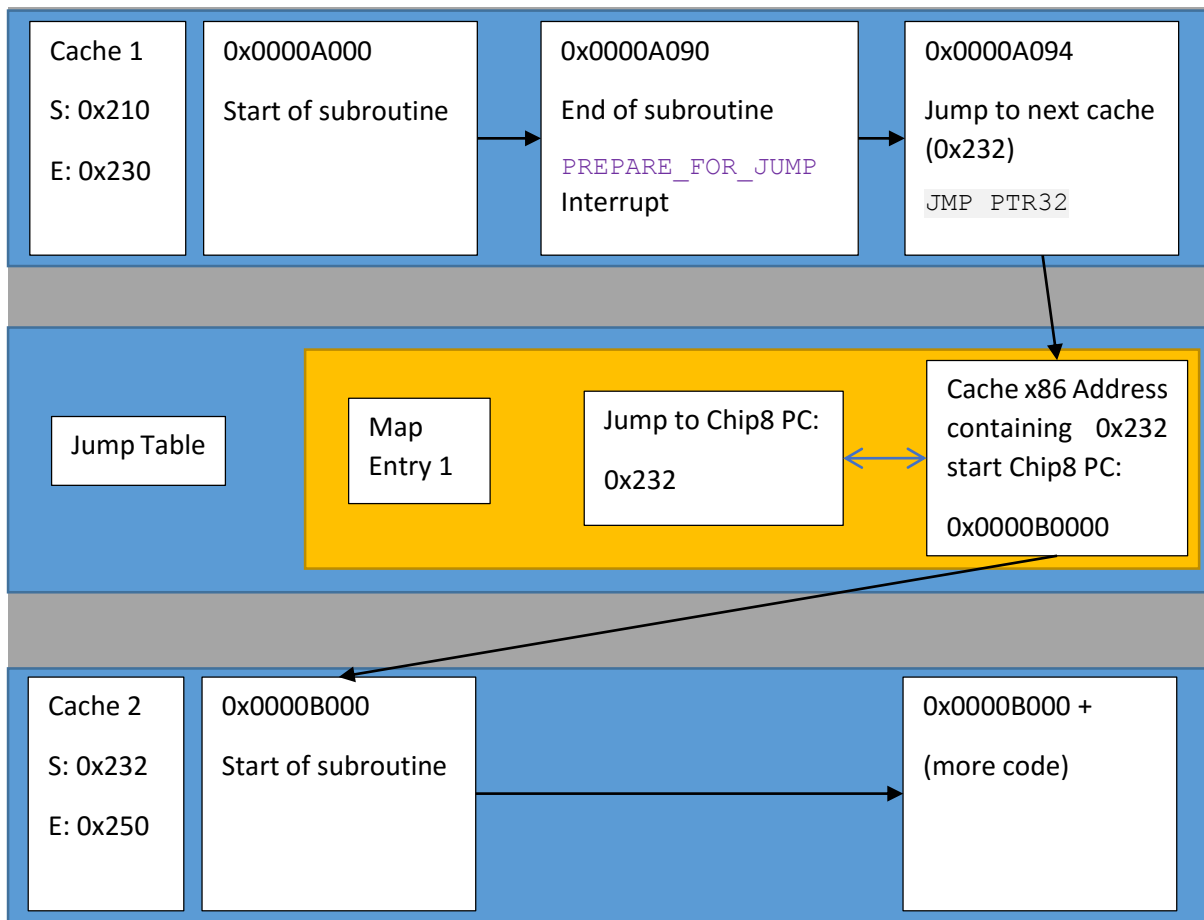 Cache 1
S: 0x210
E: 0x230
0x0000A000
Start of subroutine
0x0000A090
End of subroutine
PREPARE_FOR_JUMP
Interrupt
0x0000A094
Jump to next cache
(0x232)
JMP PTR32
Jump Table
Map
Entry 1
Jump to Chip8 PC:
0x232
Cache x86 Address
containing 0x232
start Chip8 PC:
0x0000B0000
Cache 2
S: 0x232
E: 0x250
0x0000B000
Start of subroutine
0x0000B000 +
(more code)